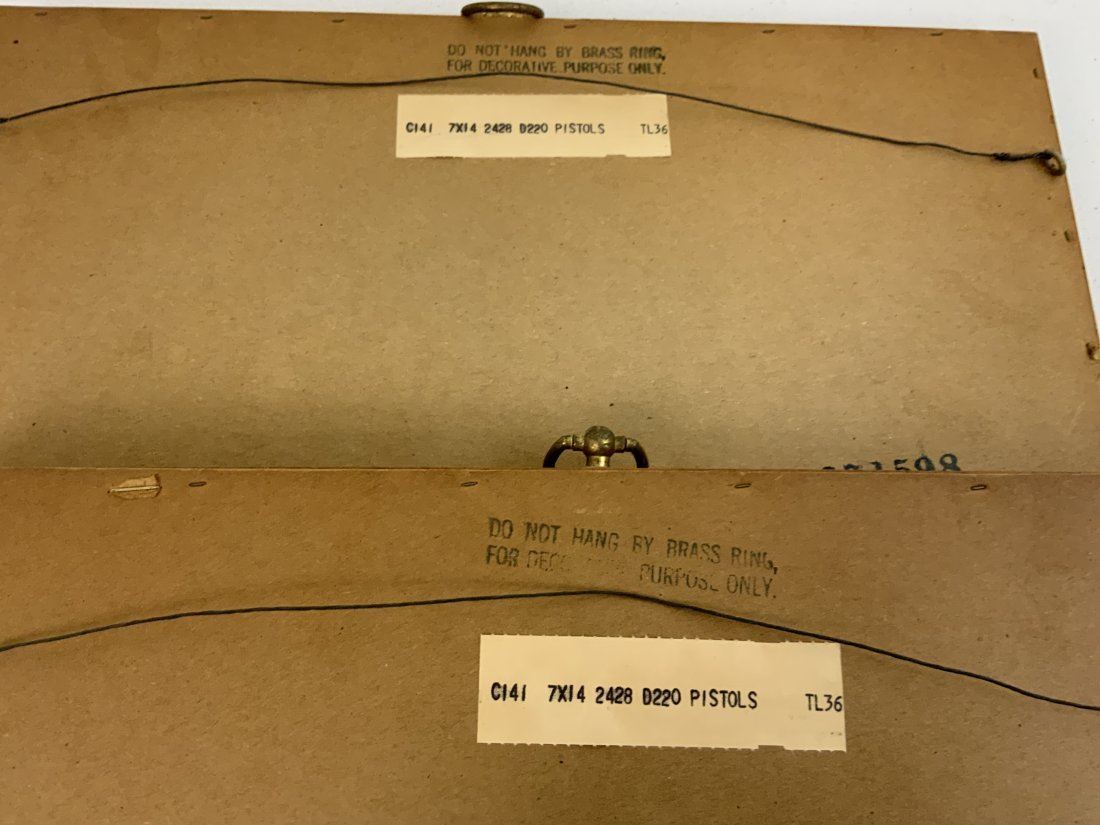 DO NOT HANG BY BRASS RING,
FOR DECORATIVE PURPOSE ONLY.
C141 7X14 2428 D220 PISTOLS TL36
1598
DO NOT HANG BY BRASS RING,
FOR PURPOSE ONLY.
C141 7X14 2428 D220 PISTOLS TL36